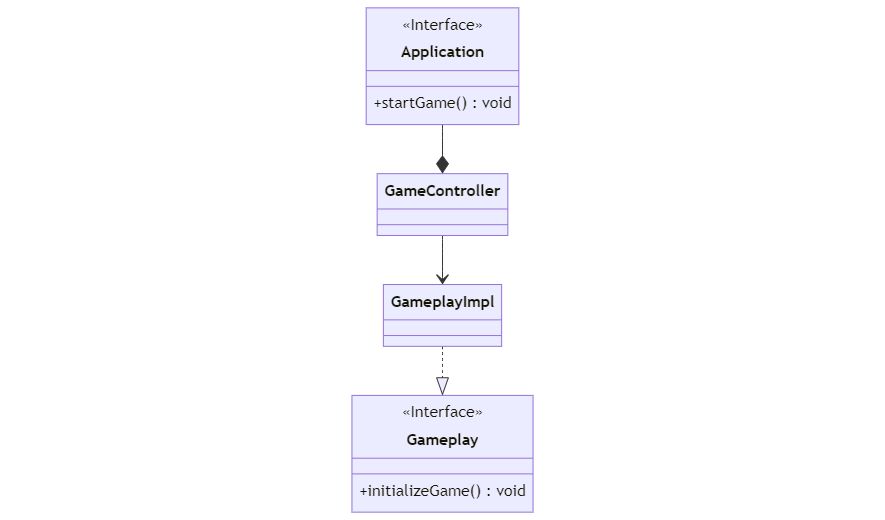 «Interface»
Application
+startGame() : void
GameController
GameplayImpl
«Interface»
Gameplay
+initializeGame() : void